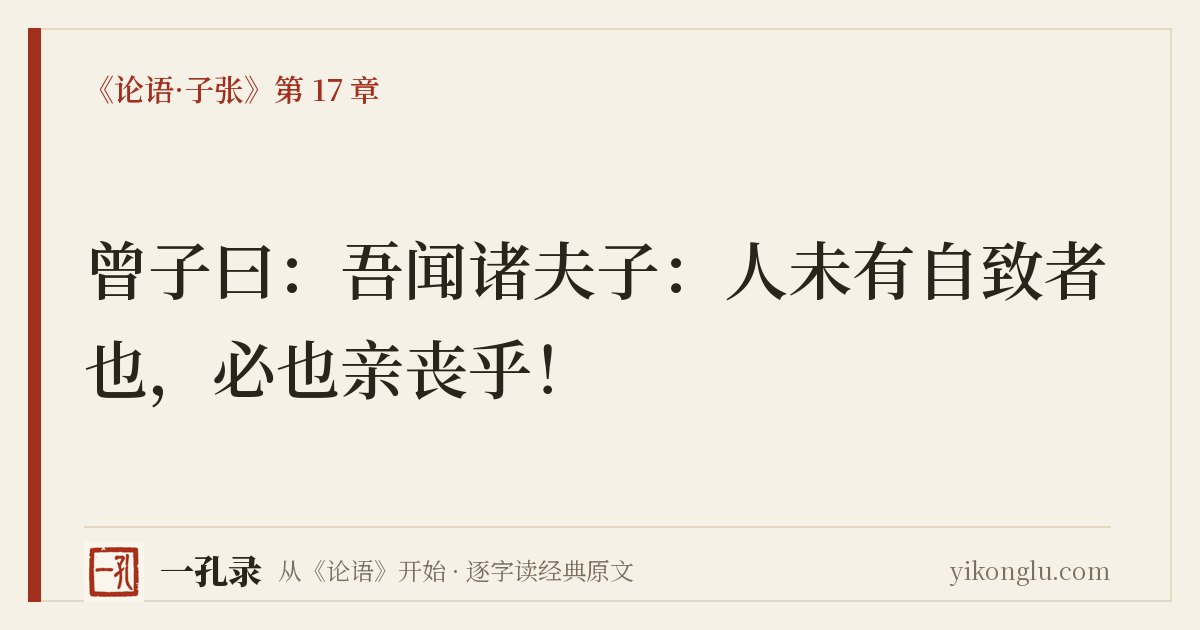 《论语·子张》第 17 章
曾子曰：吾闻诸夫子：人未有自致者
也，必也亲丧乎！
一孔
一孔录 从《论语》开始 · 逐字读经典原文 yikonglu.com